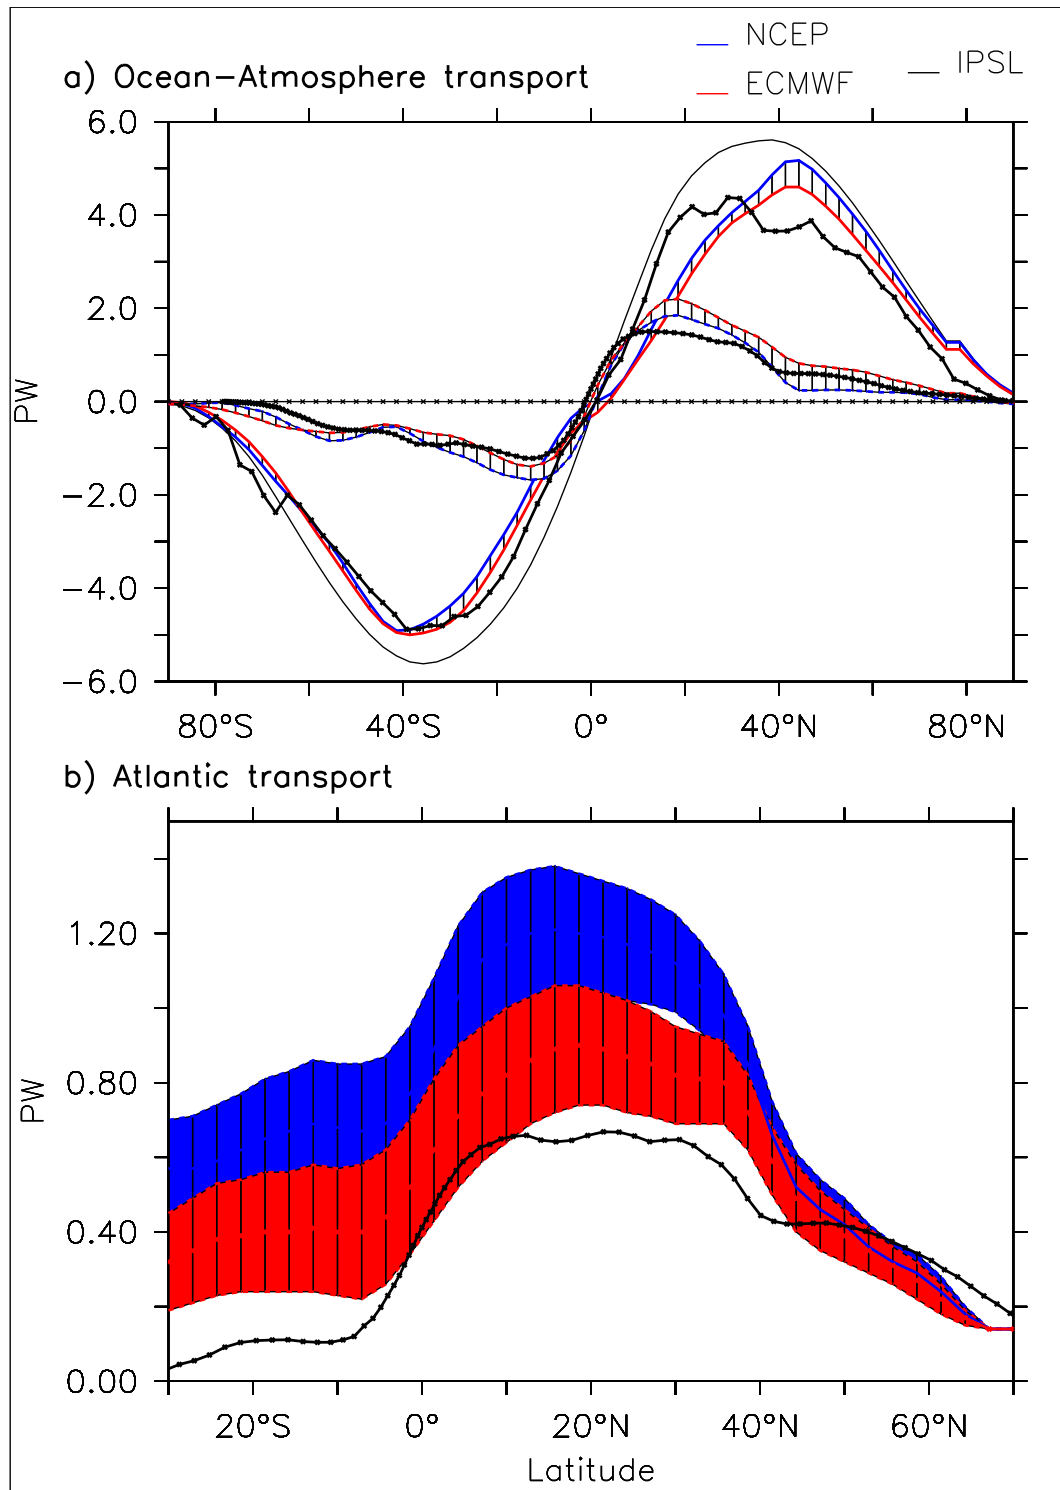 NCEP
IPSL
a) Ocean−Atmosphere transport
ECMWF
6.0
4.0
2.0
0.0
−2.0
−4.0
−6.0
PW
80°S 40°S 0° 40°N 80°N
b) Atlantic transport
1.20
0.80
0.40
0.00
PW
20°S 0° 20°N 40°N 60°N
Latitude